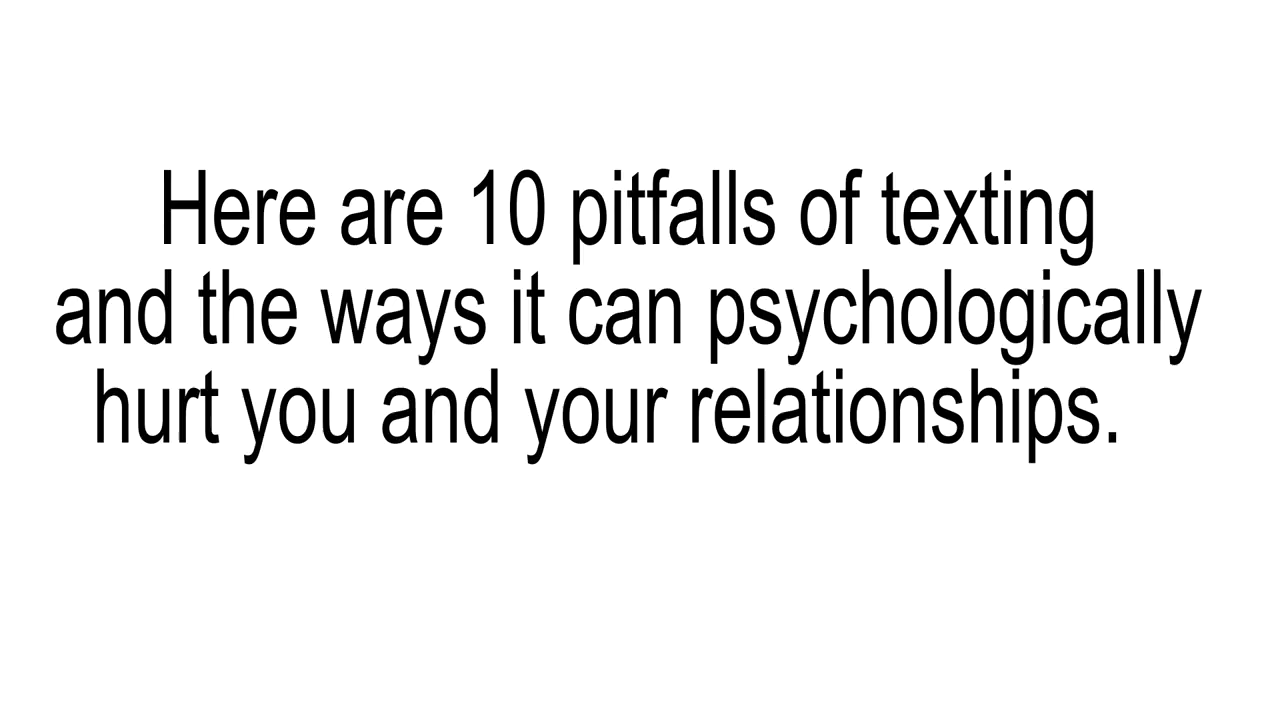 Here are 10 pitfalls of texting
and the ways it can psychologically
hurt you and your relationships.